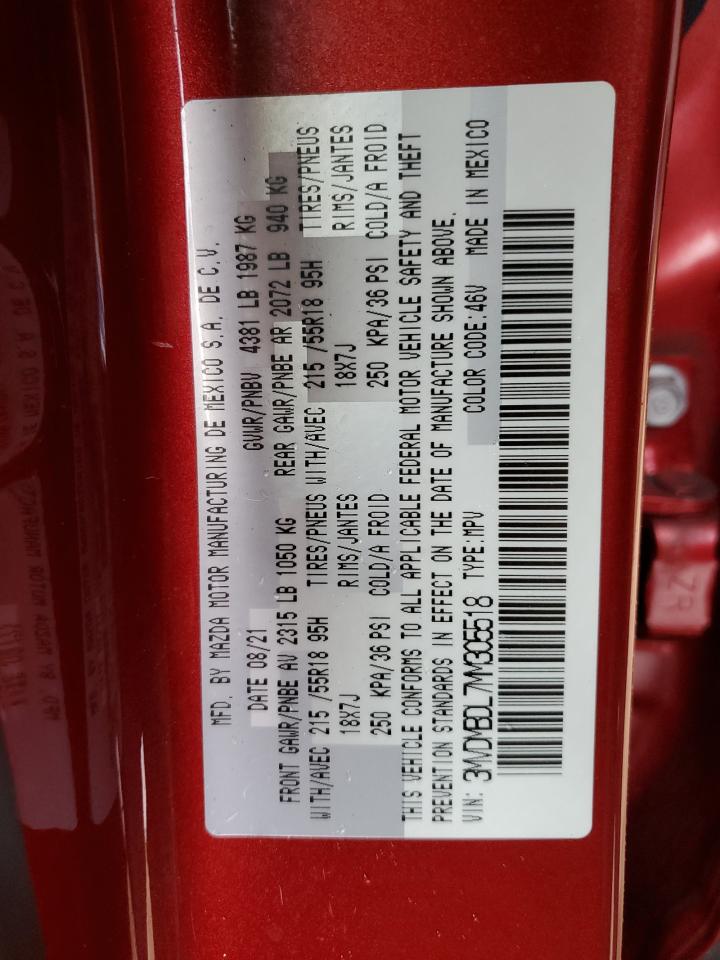 MFD. BY MAZDA MOTOR MANUFACTURING DE MEXICO S.A. DE C.V.
DATE 08/21 GVWR/PNBV 4381 LB 1987 KG
FRONT GAWR/PNBE AV 2315 LB 1050 KG REAR GAWR/PNBE AR 2072 LB 940 KG
WITH/AVEC 215 /55R18 95H TIRES/PNEUS WITH/AVEC 215 /55R18 95H TIRES/PNEUS
18X7J RIMS/JANTES 18X7J RIMS/JANTES
250 KPA/36 PSI COLD/A FROID 250 KPA/36 PSI COLD/A FROID
THIS VEHICLE CONFORMS TO ALL APPLICABLE FEDERAL MOTOR VEHICLE SAFETY AND THEFT
PREVENTION STANDARDS IN EFFECT ON THE DATE OF MANUFACTURE SHOWN ABOVE.
VIN: 3MVDMBDL7MM305518 TYPE:MPV COLOR CODE:46V MADE IN MEXICO